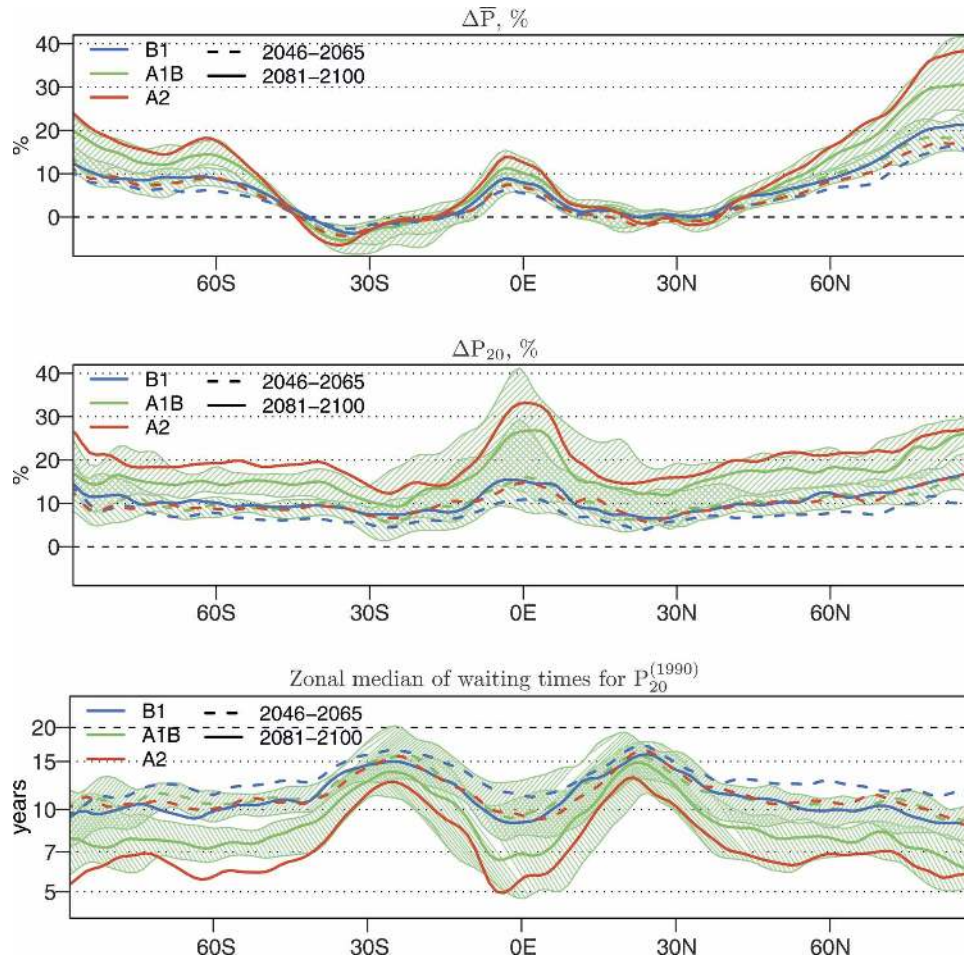 ΔP̅, %
40
30
20
10
0
%
B1
A1B
A2
2046–2065
2081–2100
60S 30S 0E 30N 60N
ΔP₂₀, %
40
30
20
10
0
%
B1
A1B
A2
2046–2065
2081–2100
60S 30S 0E 30N 60N
Zonal median of waiting times for P₂₀⁽¹⁹⁹⁰⁾
20
15
10
7
5
years
B1
A1B
A2
2046–2065
2081–2100
60S 30S 0E 30N 60N